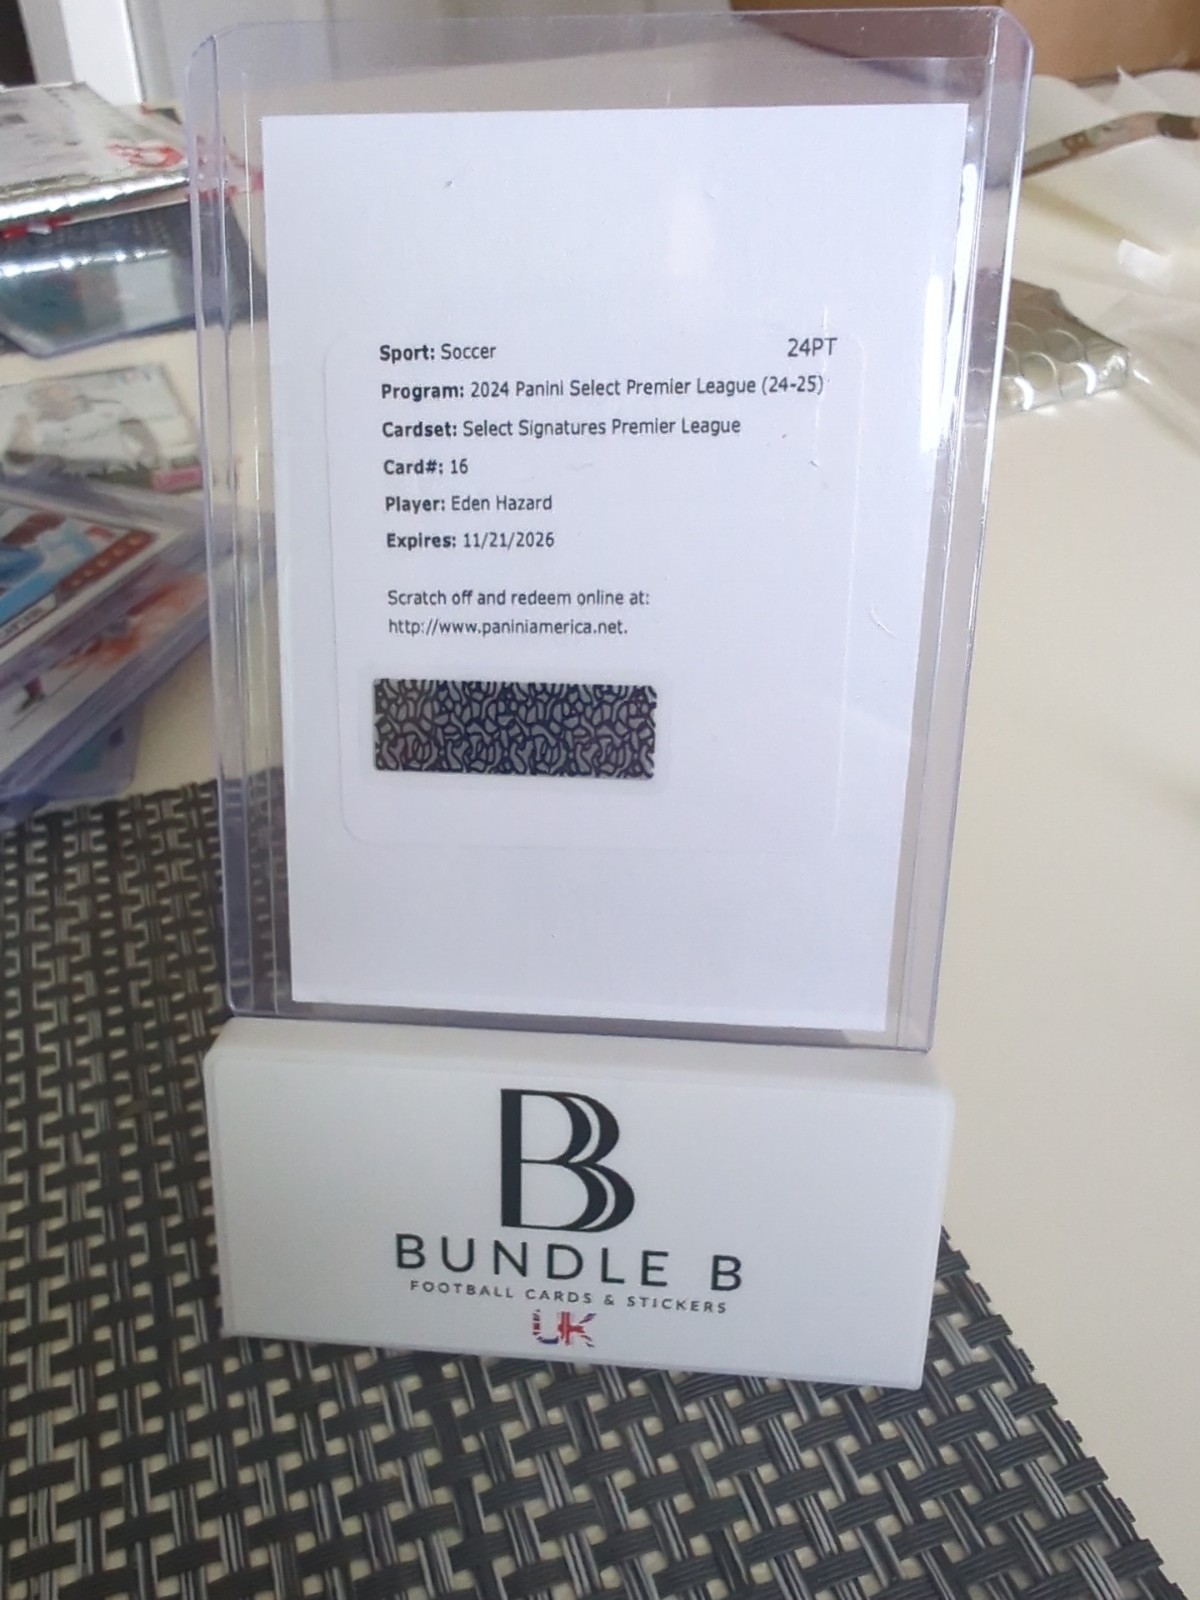 Sport: Soccer 24PT
Program: 2024 Panini Select Premier League (24-25)
Cardset: Select Signatures Premier League
Card#: 16
Player: Eden Hazard
Expires: 11/21/2026
Scratch off and redeem online at:
http://www.paniniamerica.net.
B
BUNDLE B
FOOTBALL CARDS & STICKERS
UK